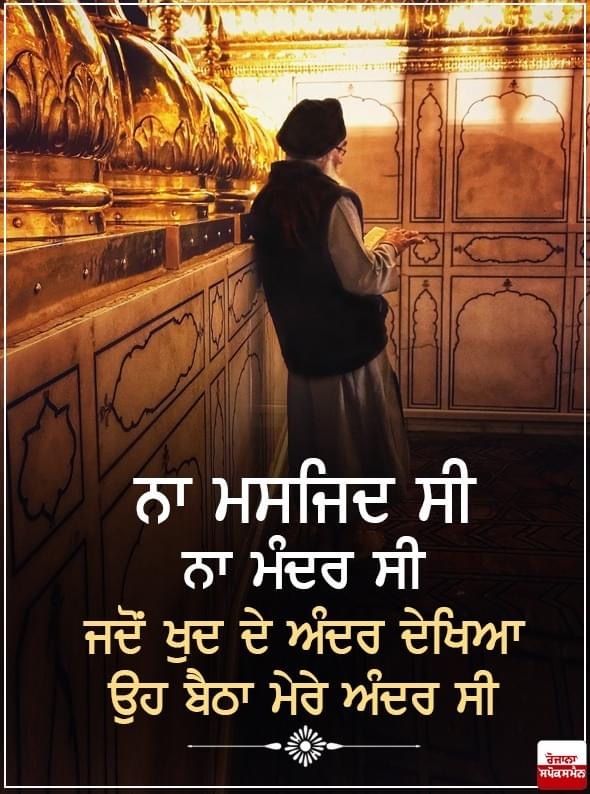 ਨਾ ਮਸਜਿਦ ਸੀ
ਨਾ ਮੰਦਰ ਸੀ
ਜਦੋਂ ਖੁਦ ਦੇ ਅੰਦਰ ਦੇਖਿਆ
ਉਹ ਬੈਠਾ ਮੇਰੇ ਅੰਦਰ ਸੀ
ਰੋਜ਼ਾਨਾ
ਸਪੋਕਸਮੈਨ